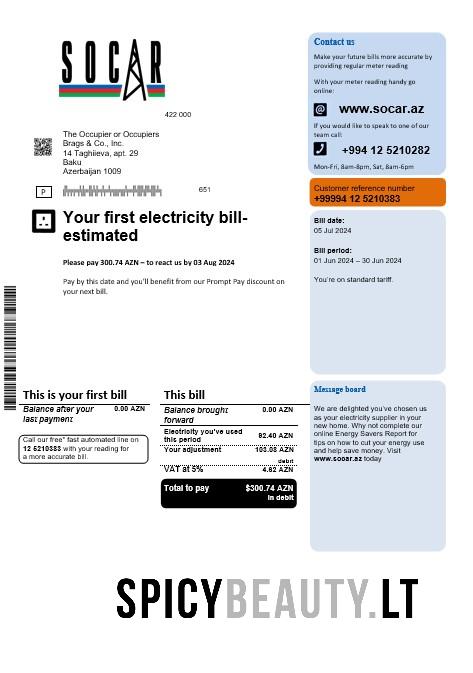 SOCAR
422 000
The Occupier or Occupiers
Brags & Co., Inc.
14 Taghiieva, apt. 29
Baku
Azerbaijan 1009
P
651
Your first electricity bill-
estimated
Please pay 300.74 AZN – to react us by 03 Aug 2024
Pay by this date and you'll benefit from our Prompt Pay discount on
your next bill.
Contact us
Make your future bills more accurate by
providing regular meter reading
With your meter reading handy go
online:
@ www.socar.az
If you would like to speak to one of our
team call:
+994 12 5210282
Mon-Fri, 8am-8pm, Sat, 8am-6pm
Customer reference number
+99994 12 5210383
Bill date:
05 Jul 2024
Bill period:
01 Jun 2024 – 30 Jun 2024
You're on standard tariff.
This is your first bill
Balance after your 0.00 AZN
last payment
Call our free* fast automated line on
12 5210383 with your reading for
a more accurate bill.
This bill
Balance brought 0.00 AZN
forward
Electricity you've used
this period 92.40 AZN
Your adjustment 103.08 AZN
debit
VAT at 5% 4.62 AZN
Total to pay $300.74 AZN
in debit
Message board
We are delighted you've chosen us
as your electricity supplier in your
new home. Why not complete our
online Energy Savers Report for
tips on how to cut your energy use
and help save money. Visit
www.socar.az today
SPICYBEAUTY.LT